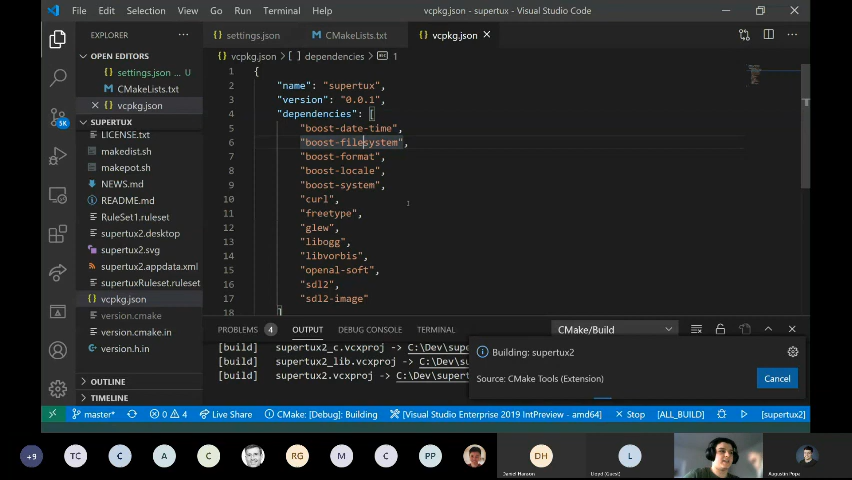 File Edit Selection View Go Run Terminal Help
vcpkg.json - supertux - Visual Studio Code
EXPLORER
OPEN EDITORS
settings.json U
CMakeLists.txt
vcpkg.json
SUPERTUX
LICENSE.txt
makedist.sh
makepot.sh
NEWS.md
README.md
RuleSet1.ruleset
supertux2.desktop
supertux2.svg
supertux2.appdata.xml
supertuxRuleset.ruleset
vcpkg.json
version.cmake
version.cmake.in
version.h.in
OUTLINE
TIMELINE
5K
settings.json CMakeLists.txt vcpkg.json
vcpkg.json > [ ] dependencies > 1
1 {
2 "name": "supertux",
3 "version": "0.0.1",
4 "dependencies": [
5 "boost-date-time",
6 "boost-filesystem",
7 "boost-format",
8 "boost-locale",
9 "boost-system",
10 "curl",
11 "freetype",
12 "glew",
13 "libogg",
14 "libvorbis",
15 "openal-soft",
16 "sdl2",
17 "sdl2-image"
18 ]
PROBLEMS 4 OUTPUT DEBUG CONSOLE TERMINAL CMake/Build
[build] supertux2_c.vcxproj -> C:\Dev\sup
[build] supertux2_lib.vcxproj -> C:\Dev\s
[build] supertux2.vcxproj -> C:\Dev\super
Building: supertux2
Source: CMake Tools (Extension)
Cancel
master* 0 4 Live Share CMake: [Debug]: Building [Visual Studio Enterprise 2019 IntPreview - amd64] Stop [ALL_BUILD] [supertux2]
+9 TC C A C RG M C PP DH L
Daniel Hansens Lloyd (Guest) Augustin Popa